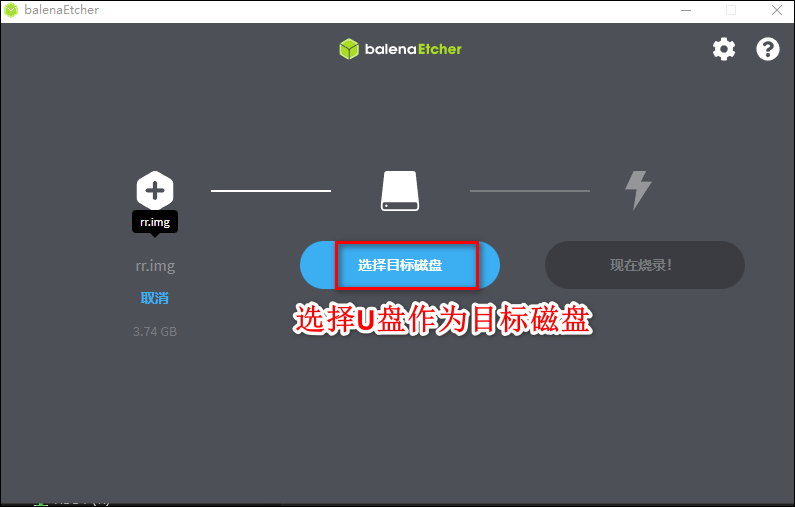 balenaEtcher
balenaEtcher
rr.img
rr.img
选择目标磁盘
现在烧录!
取消
选择U盘作为目标磁盘
3.74 GB